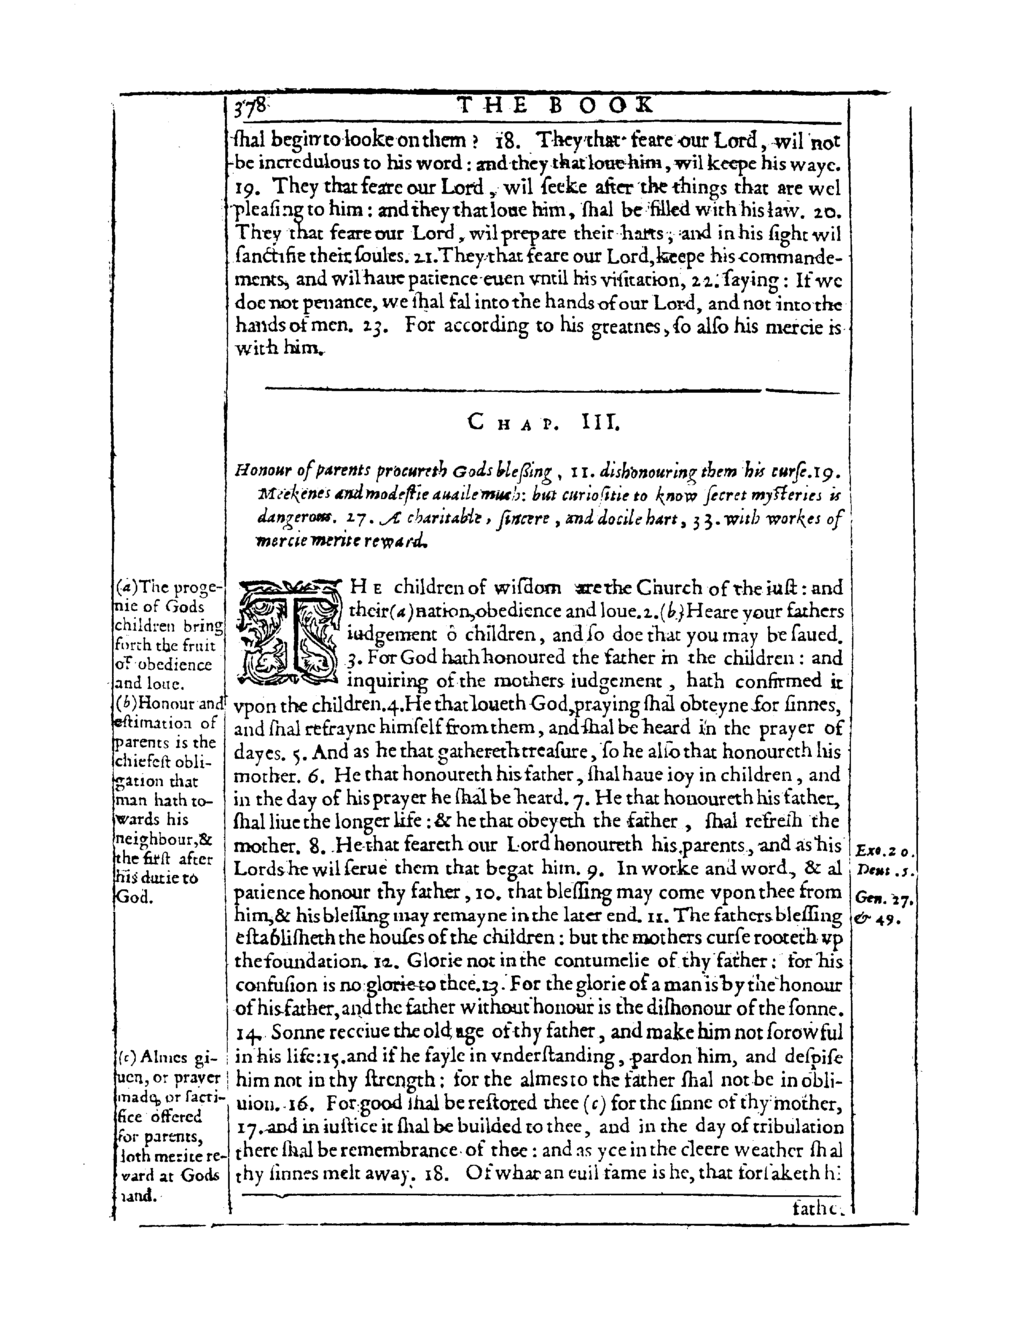 378 THE BOOK
ſhal begin to looke on them ? 18. They that feare our Lord, wil not
be incredulous to his word : and they that loue him, wil keepe his waye.
19. They that feare our Lord, wil ſeeke after the things that are wel
pleaſing to him : and they that loue him, ſhal be filled with his law. 20.
They that feare our Lord, wil prepare their harts, and in his ſight wil
ſanctifie their ſoules. 21. They that feare our Lord, keepe his commande-
ments, and wil haue patience euen vntil his viſitation, 22. ſaying : If we
doe not penance, we ſhal fal into the hands of our Lord, and not into the
hands of men. 23. For according to his greatnes, ſo alſo his mercie is
with him.
CHAP. III.
Honour of parents procureth Gods bleſsing, 11. dishonouring them his curſe. 19.
Meekenes and modeſtie auaile much: but curioſitie to know ſecret myſteries is
dangerous. 27. A charitable, ſincere, and docile hart, 33. with workes of
mercie merite reward.
(a) The proge-
nie of Gods
children bring
forth the fruit
of obedience
and loue.
(b) Honour and
eſtimation of
parents is the
chiefeſt obli-
gation that
man hath to-
wards his
neighbour, &
the firſt after
his dutie to
God.
(c) Almes gi-
uen, or prayer
made, or ſacri-
fice offered
for parents,
doth merite re-
ward at Gods
hand.
THE children of wiſdom are the Church of the iuſt : and
their (a) nation, obedience and loue. 2. (b) Heare your fathers
iudgement ô children, and ſo doe that you may be ſaued.
3. For God hath honoured the father in the children : and
inquiring of the mothers iudgement, hath confirmed it
vpon the children. 4. He that loueth God, praying ſhal obteyne for ſinnes,
and ſhal refrayne himſelf from them, and ſhal be heard in the prayer of
dayes. 5. And as he that gathereth treaſure, ſo he alſo that honoureth his
mother. 6. He that honoureth his father, ſhal haue ioy in children, and
in the day of his prayer he ſhal be heard. 7. He that honoureth his father,
ſhal liue the longer life : & he that obeyeth the father, ſhal refreſh the
mother. 8. He that feareth our Lord honoureth his parents, and as his
Lords he wil ſerue them that begat him. 9. In worke and word, & al
patience honour thy father, 10. that bleſſing may come vpon thee from
him, & his bleſſing may remayne in the later end. 11. The fathers bleſſing
eſtabliſheth the houſes of the children : but the mothers curſe rooteth vp
the foundation. 12. Glorie not in the contumelie of thy father : for his
confuſion is no glorie to thee. 13. For the glorie of a man is by the honour
of his father, and the father without honour is the diſhonour of the ſonne.
14. Sonne receiue the old age of thy father, and make him not ſorowful
in his life: 15. and if he fayle in vnderſtanding, pardon him, and deſpiſe
him not in thy ſtrength : for the almes to the father ſhal not be in obli-
uion. 16. For good ſhal be reſtored thee (c) for the ſinne of thy mother,
17. and in iuſtice it ſhal be builded to thee, and in the day of tribulation
there ſhal be remembrance of thee : and as yce in the cleere weather ſhal
thy ſinnes melt away. 18. Of what an euil fame is he, that forſaketh hi
Exo. 20.
Deut. 5.
Gen. 27.
& 49.